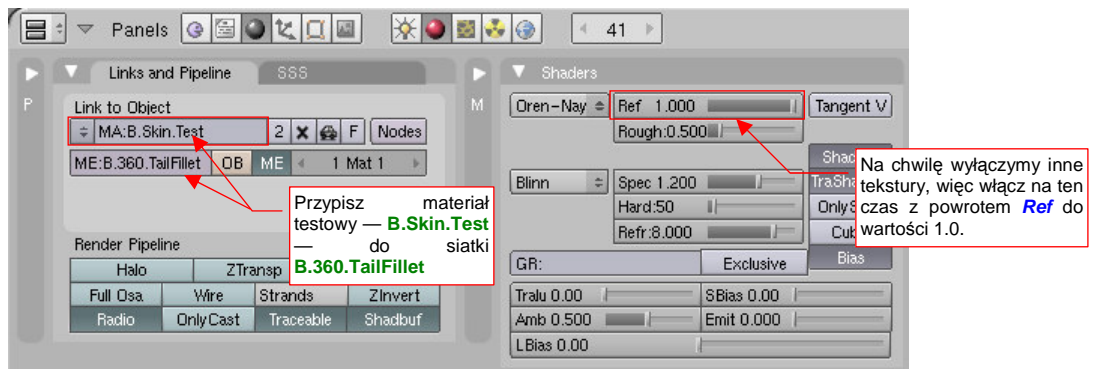 Panels
41
Links and Pipeline
SSS
P
Link to Object
MA:B.Skin.Test
2
F
Nodes
ME:B.360.TailFillet
OB
ME
1 Mat 1
Przypisz materiał
testowy — B.Skin.Test
— do siatki
B.360.TailFillet
Render Pipeline
Halo
ZTransp
Full Osa
Wire
Strands
ZInvert
Radio
OnlyCast
Traceable
Shadbuf
M
Shaders
Oren-Nay
Ref 1.000
Tangent V
Rough:0.500
Na chwilę wyłączymy inne
tekstury, więc włącz na ten
czas z powrotem Ref do
wartości 1.0.
Blinn
Spec 1.200
Hard:50
Refr:8.000
GR:
Exclusive
Bias
Tralu 0.00
SBias 0.00
Amb 0.500
Emit 0.000
LBias 0.00